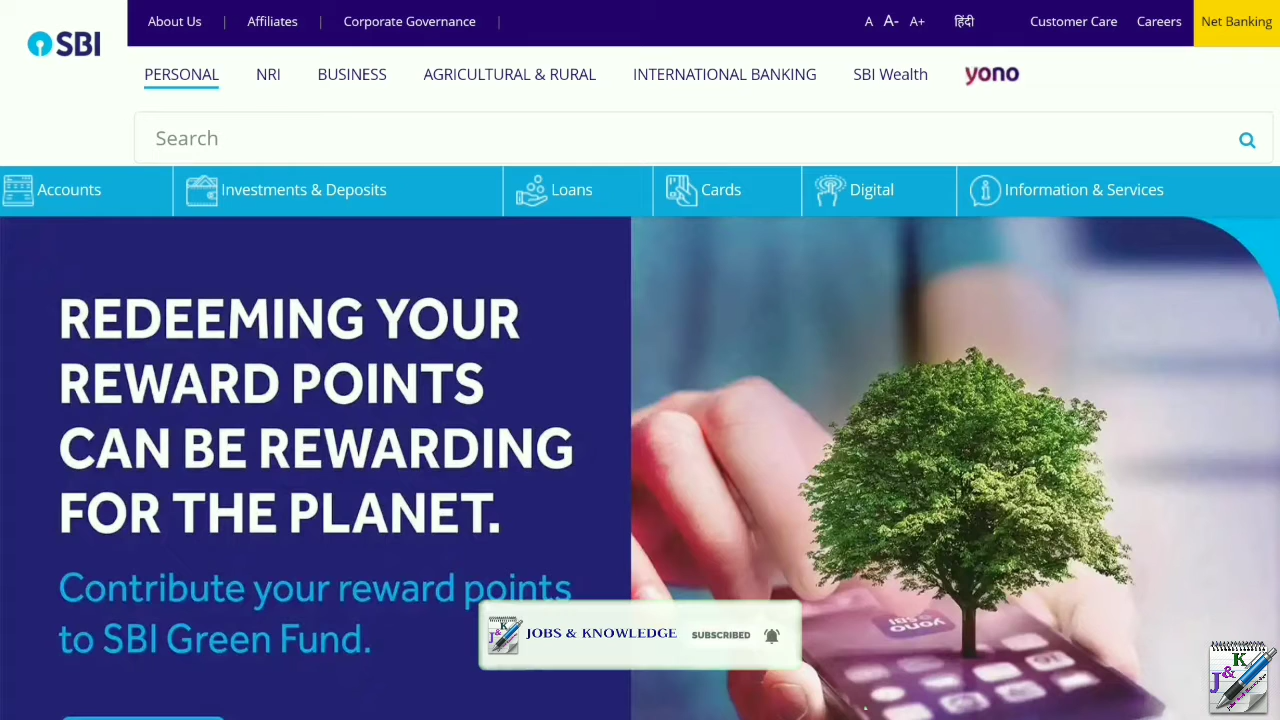 About Us | Affiliates | Corporate Governance |
A A- A+ हिंदी Customer Care Careers Net Banking
SBI
PERSONAL NRI BUSINESS AGRICULTURAL & RURAL INTERNATIONAL BANKING SBI Wealth yono
Search
Accounts Investments & Deposits Loans Cards Digital Information & Services
REDEEMING YOUR
REWARD POINTS
CAN BE REWARDING
FOR THE PLANET.
Contribute your reward points
to SBI Green Fund.
yono
J&K JOBS & KNOWLEDGE SUBSCRIBED
J&K